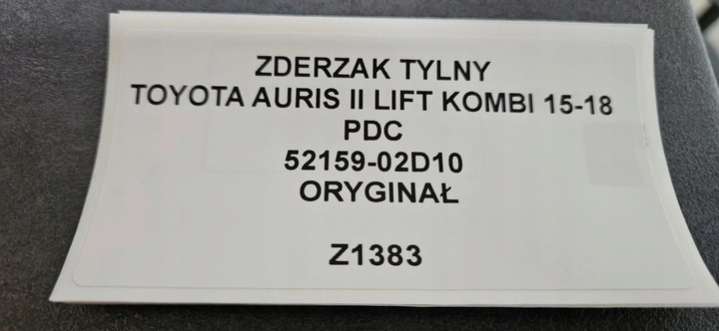 ZDERZAK TYLNY
TOYOTA AURIS II LIFT KOMBI 15-18
PDC
52159-02D10
ORYGINAŁ
Z1383